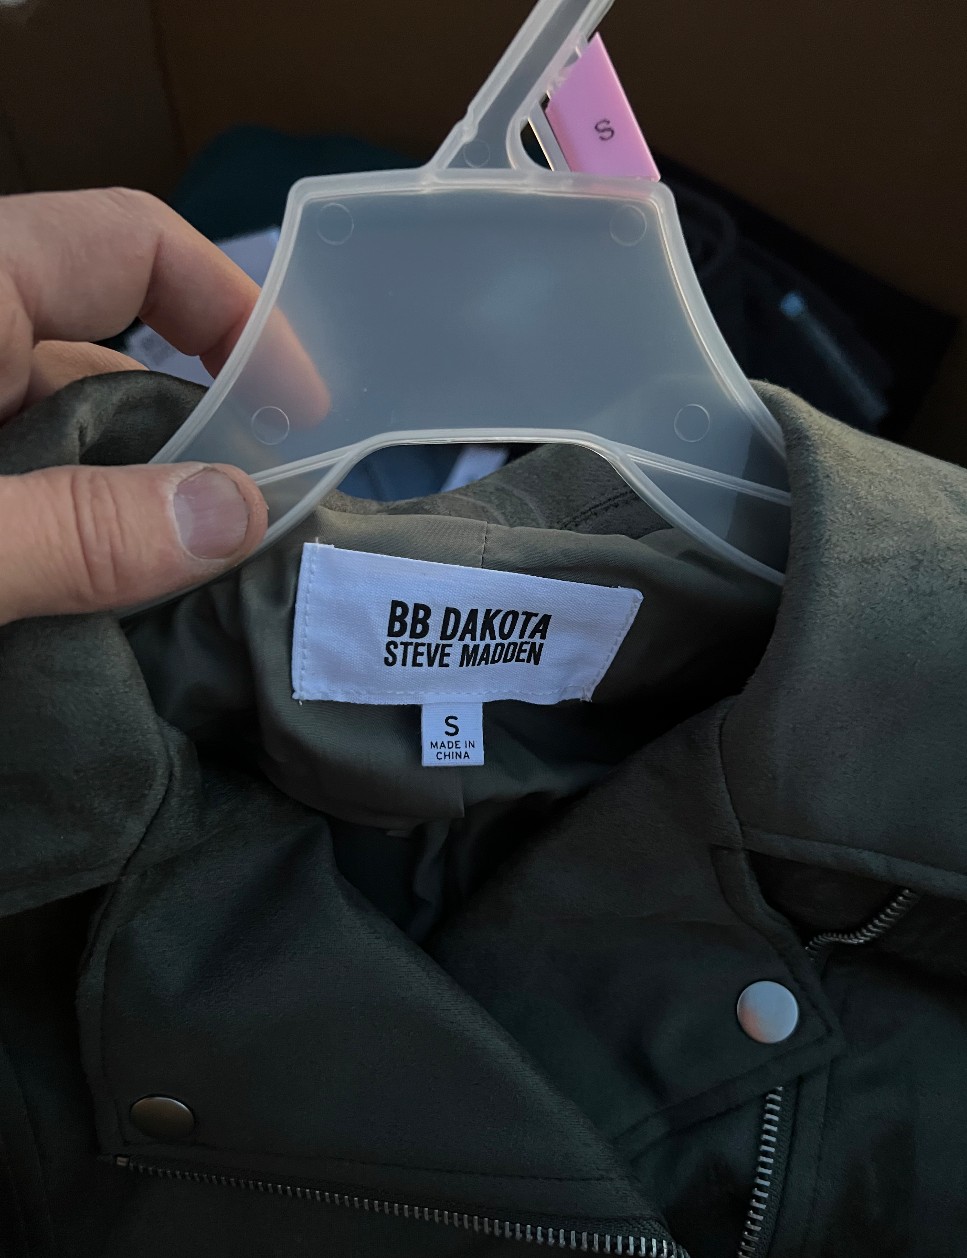 S
BB DAKOTA
STEVE MADDEN
S
MADE IN
CHINA